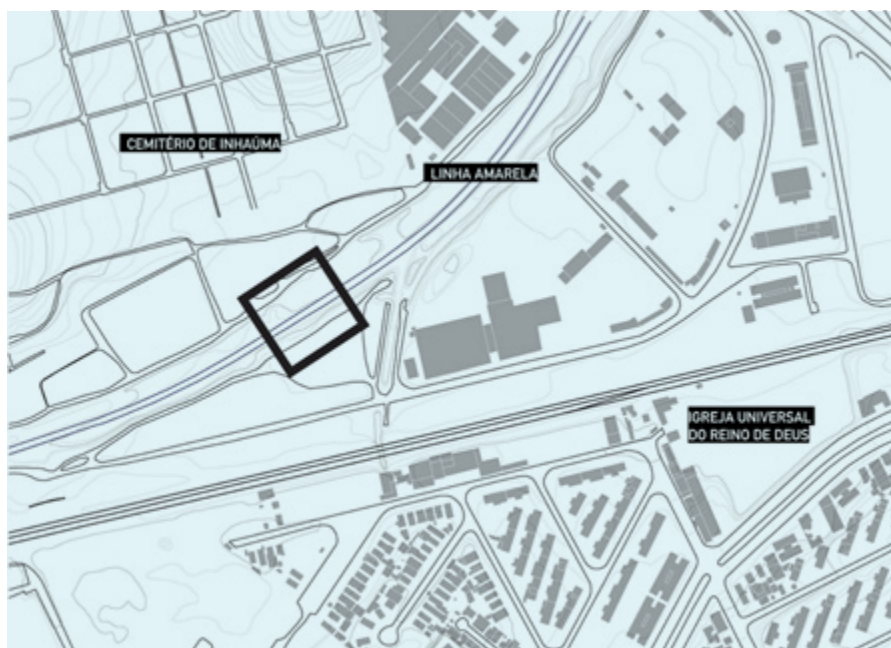 CEMITÉRIO DE INHAÚMA
LINHA AMARELA
IGREJA UNIVERSAL
DO REINO DE DEUS